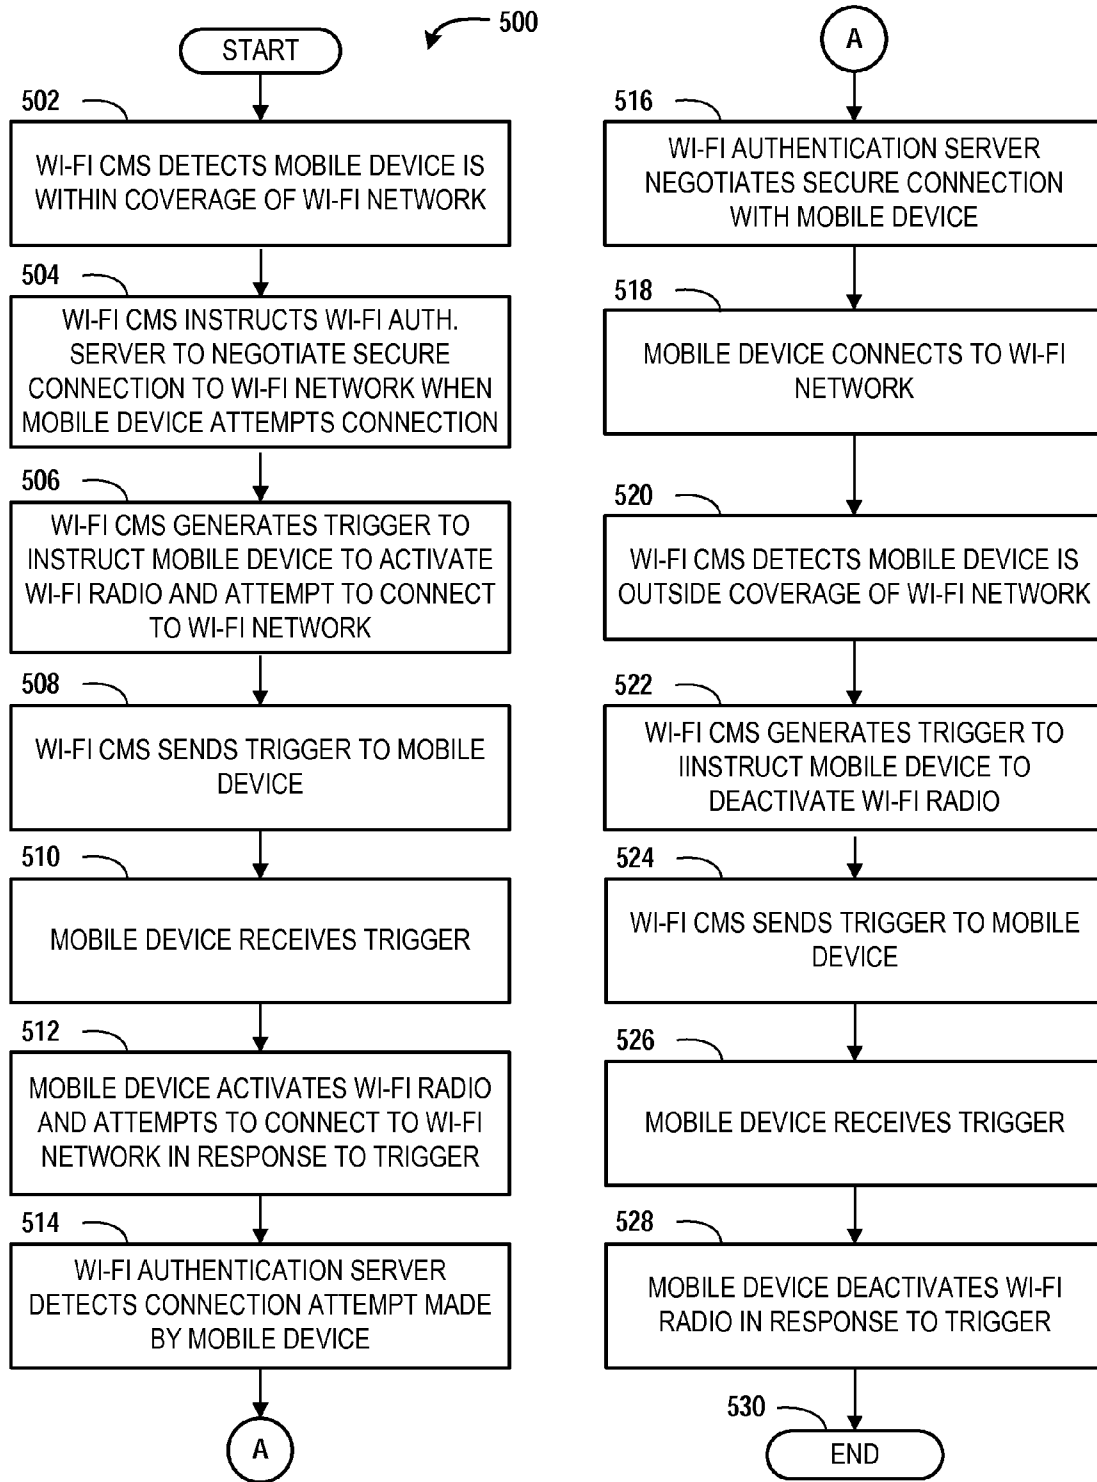 500
START
502
WI-FI CMS DETECTS MOBILE DEVICE IS
WITHIN COVERAGE OF WI-FI NETWORK
504
WI-FI CMS INSTRUCTS WI-FI AUTH.
SERVER TO NEGOTIATE SECURE
CONNECTION TO WI-FI NETWORK WHEN
MOBILE DEVICE ATTEMPTS CONNECTION
506
WI-FI CMS GENERATES TRIGGER TO
INSTRUCT MOBILE DEVICE TO ACTIVATE
WI-FI RADIO AND ATTEMPT TO CONNECT
TO WI-FI NETWORK
508
WI-FI CMS SENDS TRIGGER TO MOBILE
DEVICE
510
MOBILE DEVICE RECEIVES TRIGGER
512
MOBILE DEVICE ACTIVATES WI-FI RADIO
AND ATTEMPTS TO CONNECT TO WI-FI
NETWORK IN RESPONSE TO TRIGGER
514
WI-FI AUTHENTICATION SERVER
DETECTS CONNECTION ATTEMPT MADE
BY MOBILE DEVICE
A
A
516
WI-FI AUTHENTICATION SERVER
NEGOTIATES SECURE CONNECTION
WITH MOBILE DEVICE
518
MOBILE DEVICE CONNECTS TO WI-FI
NETWORK
520
WI-FI CMS DETECTS MOBILE DEVICE IS
OUTSIDE COVERAGE OF WI-FI NETWORK
522
WI-FI CMS GENERATES TRIGGER TO
IINSTRUCT MOBILE DEVICE TO
DEACTIVATE WI-FI RADIO
524
WI-FI CMS SENDS TRIGGER TO MOBILE
DEVICE
526
MOBILE DEVICE RECEIVES TRIGGER
528
MOBILE DEVICE DEACTIVATES WI-FI
RADIO IN RESPONSE TO TRIGGER
530
END